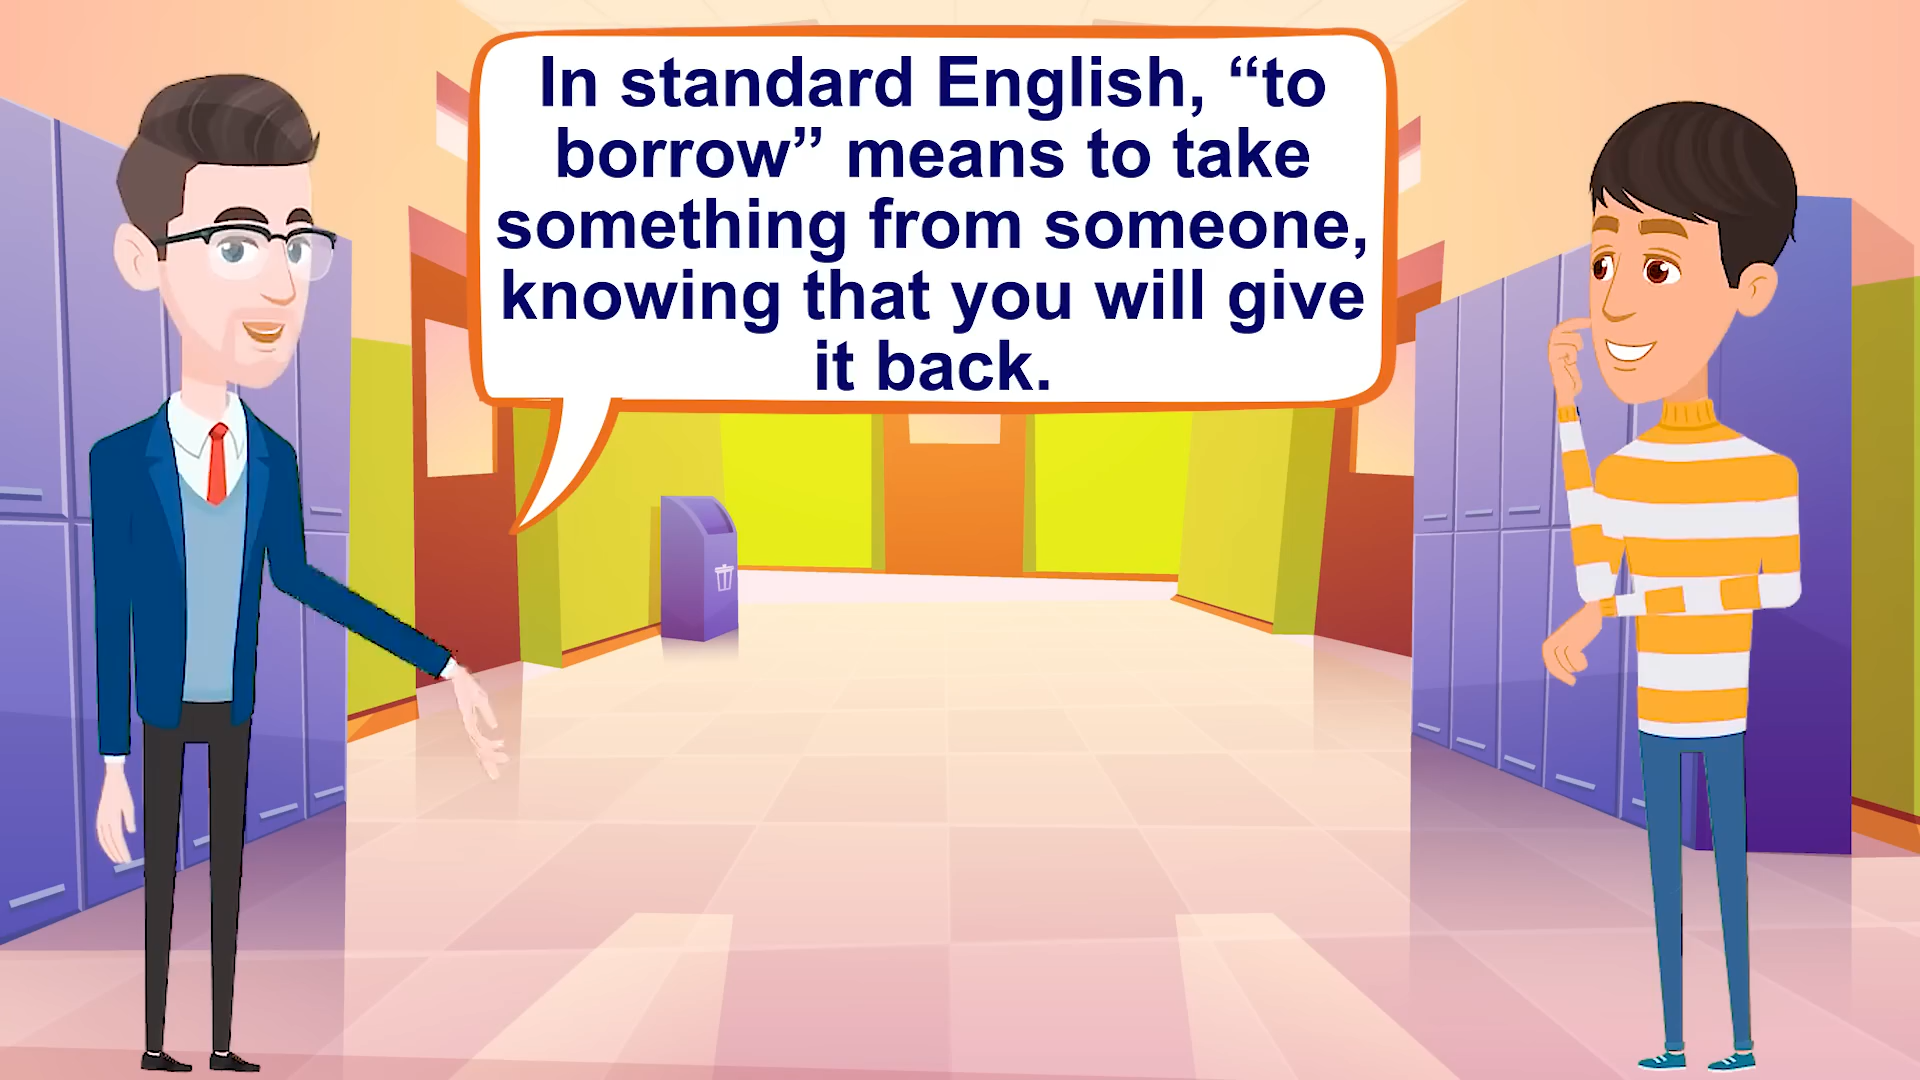 In standard English, “to
borrow” means to take
something from someone,
knowing that you will give
it back.